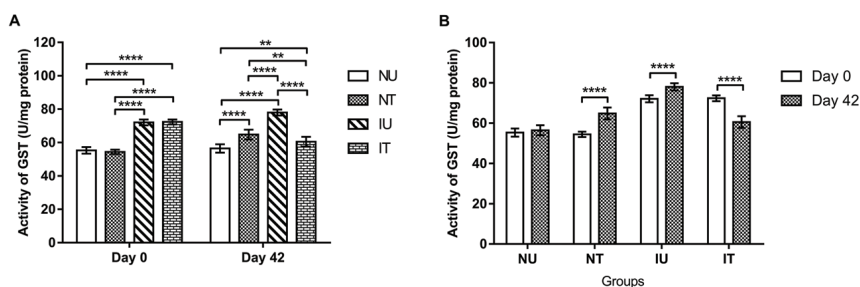 A
Activity of GST (U/mg protein)
120
100
80
60
40
20
0
****
****
****
****
**
**
****
****
****
****
Day 0
Day 42
NU
NT
IU
IT
B
Activity of GST (U/mg protein)
100
80
60
40
20
0
****
****
****
NU
NT
IU
IT
Groups
Day 0
Day 42